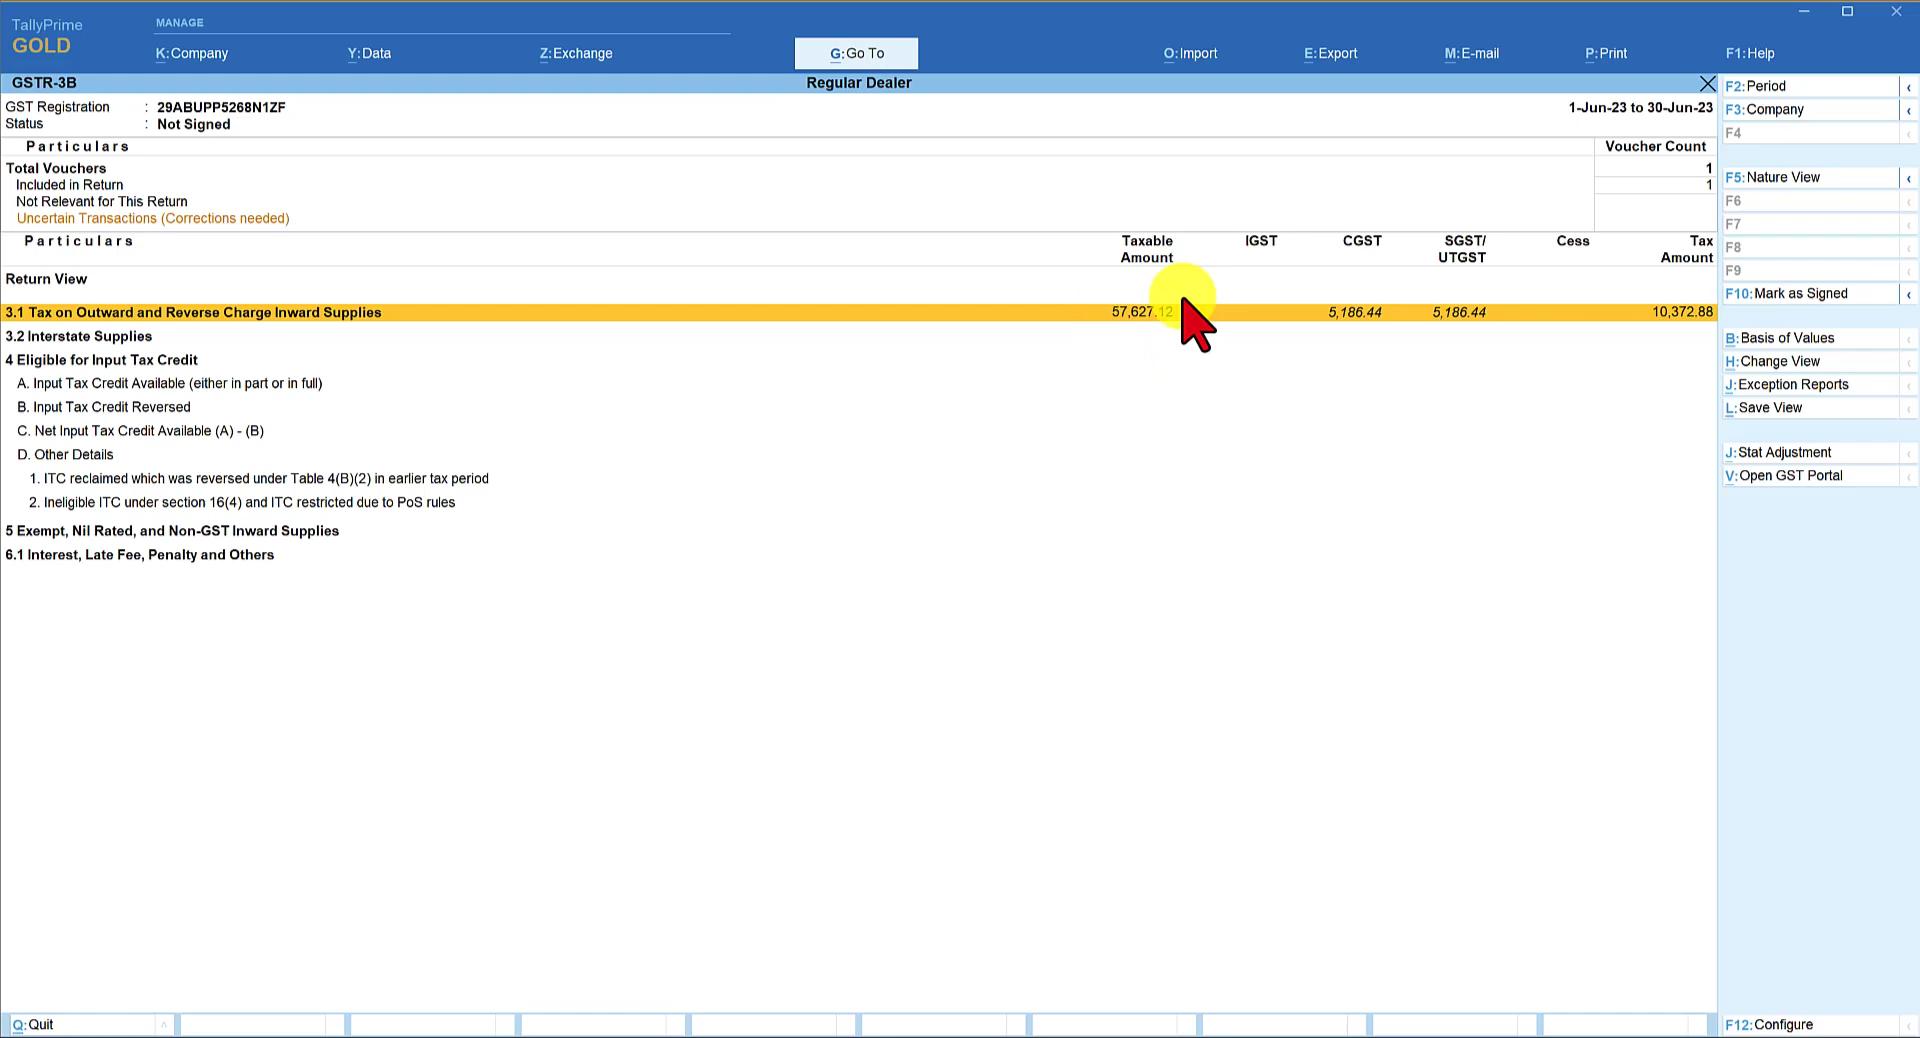 TallyPrime
GOLD
MANAGE
K:Company Y:Data Z:Exchange G:Go To O:Import E:Export M:E-mail P:Print F1:Help
GSTR-3B Regular Dealer
GST Registration : 29ABUPP5268N1ZF 1-Jun-23 to 30-Jun-23
Status : Not Signed
Particulars Voucher Count
Total Vouchers 1
Included in Return 1
Not Relevant for This Return
Uncertain Transactions (Corrections needed)
Particulars Taxable Amount IGST CGST SGST/ UTGST Cess Tax Amount
Return View
3.1 Tax on Outward and Reverse Charge Inward Supplies 57,627.12 5,186.44 5,186.44 10,372.88
3.2 Interstate Supplies
4 Eligible for Input Tax Credit
A. Input Tax Credit Available (either in part or in full)
B. Input Tax Credit Reversed
C. Net Input Tax Credit Available (A) - (B)
D. Other Details
1. ITC reclaimed which was reversed under Table 4(B)(2) in earlier tax period
2. Ineligible ITC under section 16(4) and ITC restricted due to PoS rules
5 Exempt, Nil Rated, and Non-GST Inward Supplies
6.1 Interest, Late Fee, Penalty and Others
F2:Period
F3:Company
F4
F5:Nature View
F6
F7
F8
F9
F10:Mark as Signed
B:Basis of Values
H:Change View
J:Exception Reports
L:Save View
J:Stat Adjustment
V:Open GST Portal
Q:Quit
F12:Configure